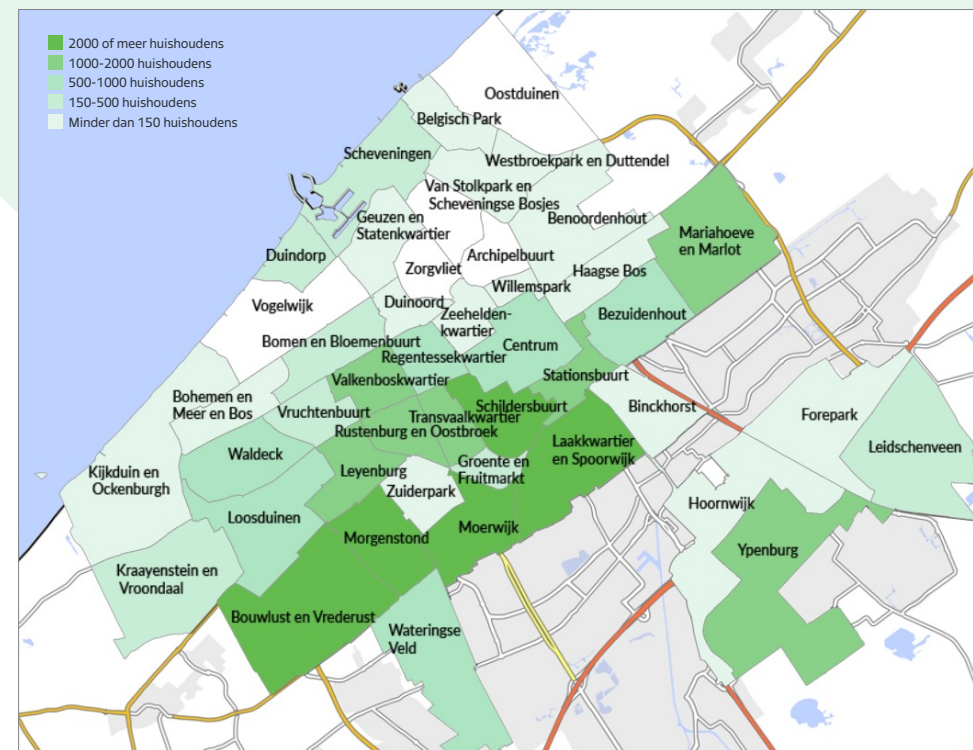 2000 of meer huishoudens
1000-2000 huishoudens
500-1000 huishoudens
150-500 huishoudens
Minder dan 150 huishoudens
Oostduinen
Belgisch Park
Scheveningen
Westbroekpark en Duttendel
Van Stolkpark en
Scheveningse Bosjes
Geuzen en
Statenkwartier
Benoordenhout
Mariahoeve
en Marlot
Duindorp
Archipelbuurt
Zorgvliet
Haagse Bos
Willemspark
Vogelwijk
Duinoord
Zeehelden-
kwartier
Bezuidenhout
Bomen en Bloemenbuurt
Centrum
Regentessekwartier
Valkenboskwartier
Stationsbuurt
Bohemen en
Meer en Bos
Vruchtenbuurt
Schildersbuurt
Binckhorst
Transvaalkwartier
Forepark
Rustenburg en Oostbroek
Laakkwartier
en Spoorwijk
Leidschenveen
Waldeck
Groente en
Fruitmarkt
Leyenburg
Kijkduin en
Ockenburgh
Zuiderpark
Hoornwijk
Loosduinen
Moerwijk
Morgenstond
Ypenburg
Kraayenstein en
Vroondaal
Bouwlust en Vrederust
Wateringse
Veld